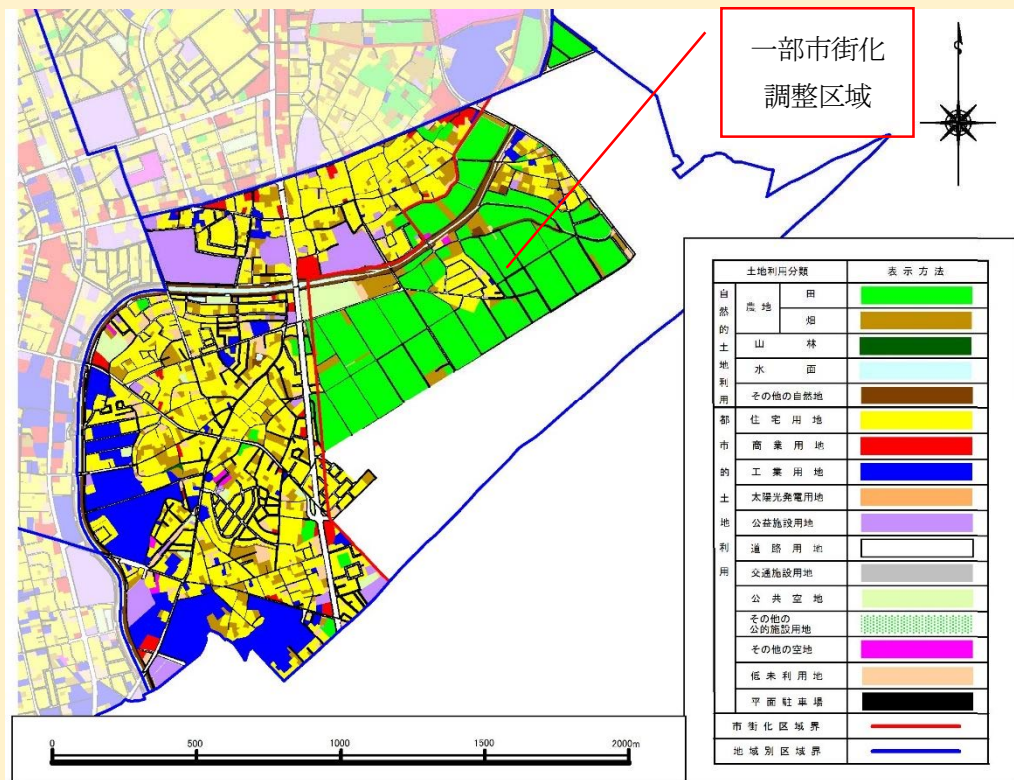 一部市街化
調整区域
土地利用分類 表示方法
自然的土地利用
農地 田
畑
山林
水面
その他の自然地
都市的土地利用
住宅用地
商業用地
工業用地
太陽光発電用地
公益施設用地
道路用地
交通施設用地
公共空地
その他の
公的施設用地
その他の空地
低未利用地
平面駐車場
市街化区域界
地域別区域界
0 500 1000 1500 2000m